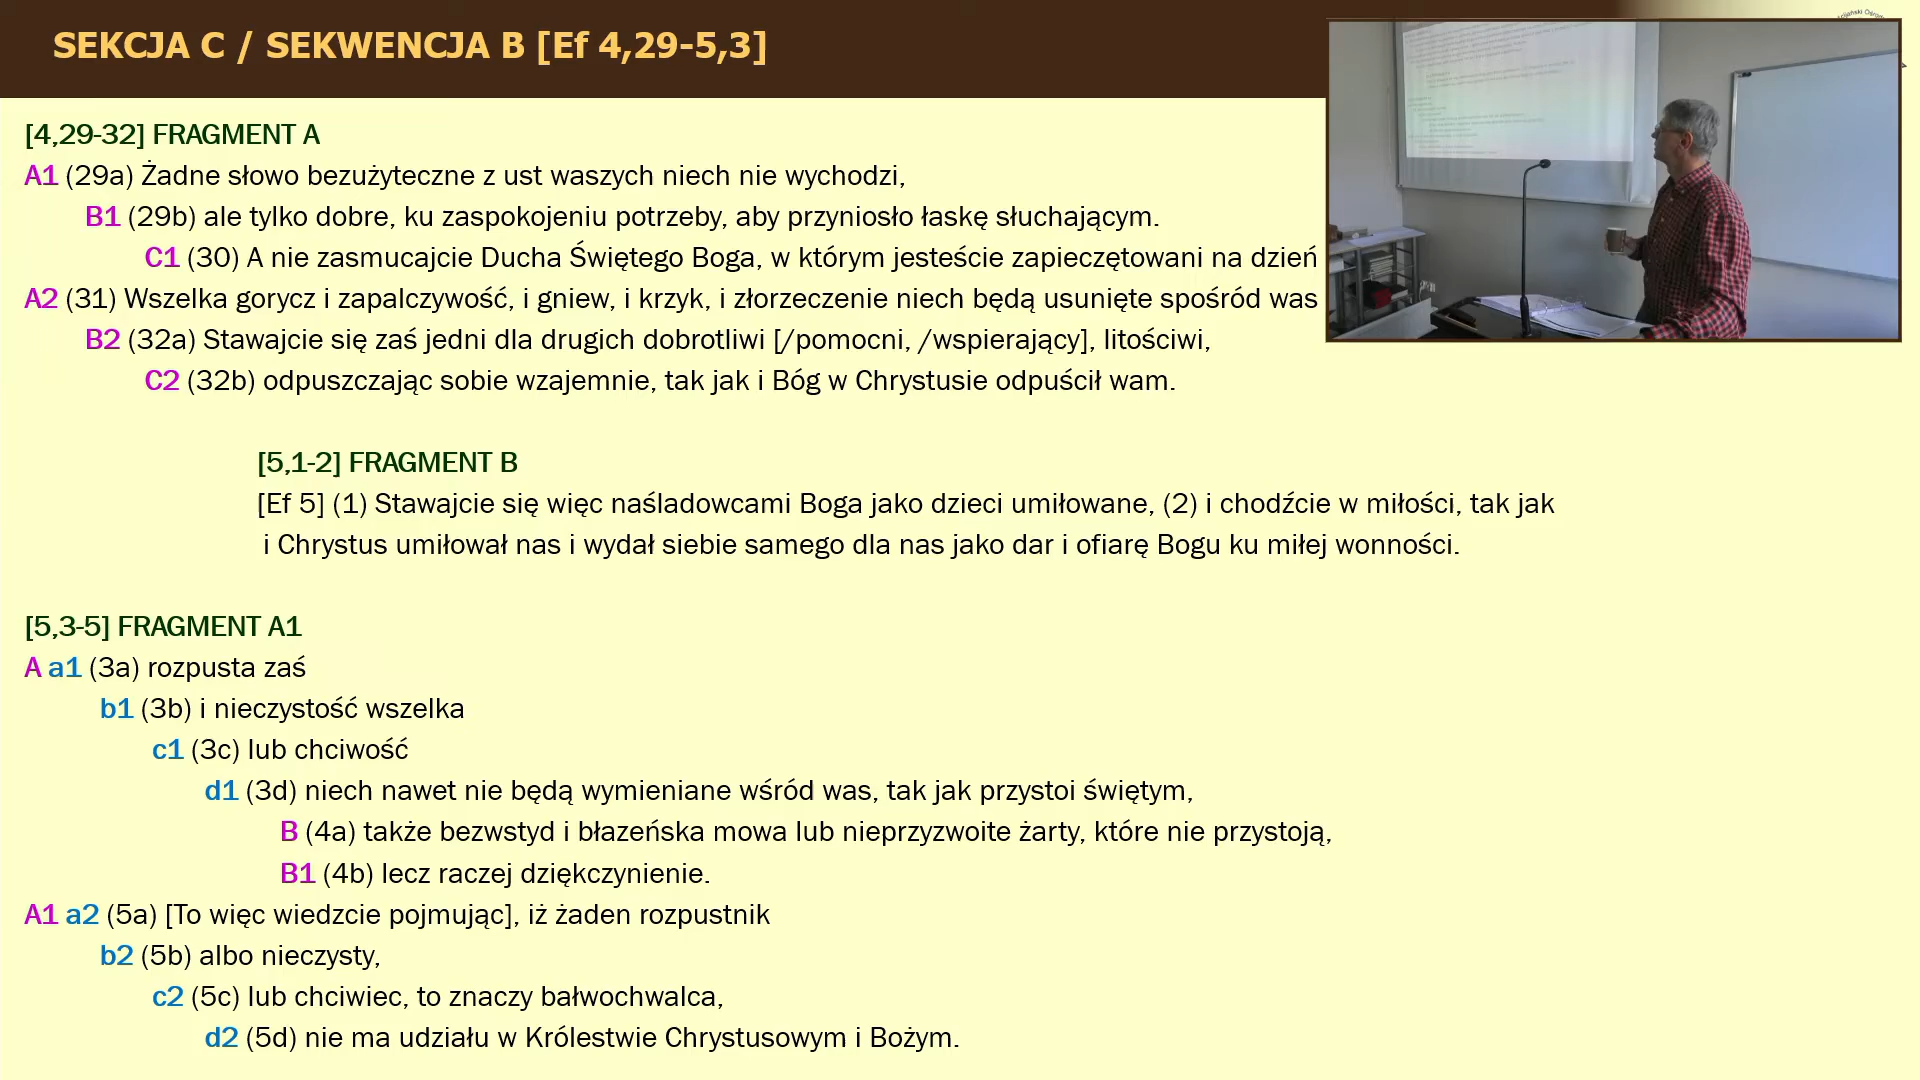 SEKCJA C / SEKWENCJA B [Ef 4,29-5,3]
[4,29-32] FRAGMENT A
A1 (29a) Żadne słowo bezużyteczne z ust waszych niech nie wychodzi,
B1 (29b) ale tylko dobre, ku zaspokojeniu potrzeby, aby przyniosło łaskę słuchającym.
C1 (30) A nie zasmucajcie Ducha Świętego Boga, w którym jesteście zapieczętowani na dzień
A2 (31) Wszelka gorycz i zapalczywość, i gniew, i krzyk, i złorzeczenie niech będą usunięte spośród was
B2 (32a) Stawajcie się zaś jedni dla drugich dobrotliwi [/pomocni, /wspierający], litościwi,
C2 (32b) odpuszczając sobie wzajemnie, tak jak i Bóg w Chrystusie odpuścił wam.
[5,1-2] FRAGMENT B
[Ef 5] (1) Stawajcie się więc naśladowcami Boga jako dzieci umiłowane, (2) i chodźcie w miłości, tak jak
i Chrystus umiłował nas i wydał siebie samego dla nas jako dar i ofiarę Bogu ku miłej wonności.
[5,3-5] FRAGMENT A1
A a1 (3a) rozpusta zaś
b1 (3b) i nieczystość wszelka
c1 (3c) lub chciwość
d1 (3d) niech nawet nie będą wymieniane wśród was, tak jak przystoi świętym,
B (4a) także bezwstyd i błazeńska mowa lub nieprzyzwoite żarty, które nie przystoją,
B1 (4b) lecz raczej dziękczynienie.
A1 a2 (5a) [To więc wiedzcie pojmując], iż żaden rozpustnik
b2 (5b) albo nieczysty,
c2 (5c) lub chciwiec, to znaczy bałwochwalca,
d2 (5d) nie ma udziału w Królestwie Chrystusowym i Bożym.